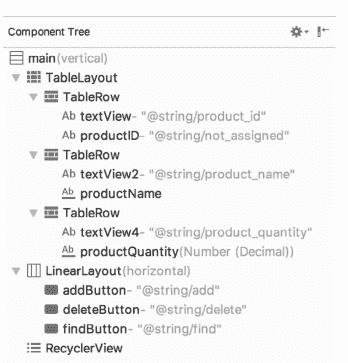 Component Tree
main(vertical)
TableLayout
TableRow
Ab textView- "@string/product_id"
Ab productID- "@string/not_assigned"
TableRow
Ab textView2- "@string/product_name"
Ab productName
TableRow
Ab textView4- "@string/product_quantity"
Ab productQuantity(Number (Decimal))
LinearLayout(horizontal)
addButton- "@string/add"
deleteButton- "@string/delete"
findButton- "@string/find"
RecyclerView